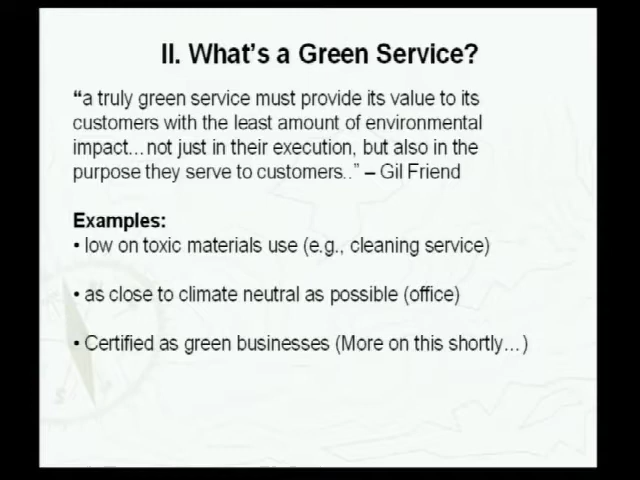 II. What's a Green Service?
“a truly green service must provide its value to its
customers with the least amount of environmental
impact...not just in their execution, but also in the
purpose they serve to customers..” – Gil Friend
Examples:
• low on toxic materials use (e.g., cleaning service)
• as close to climate neutral as possible (office)
• Certified as green businesses (More on this shortly...)